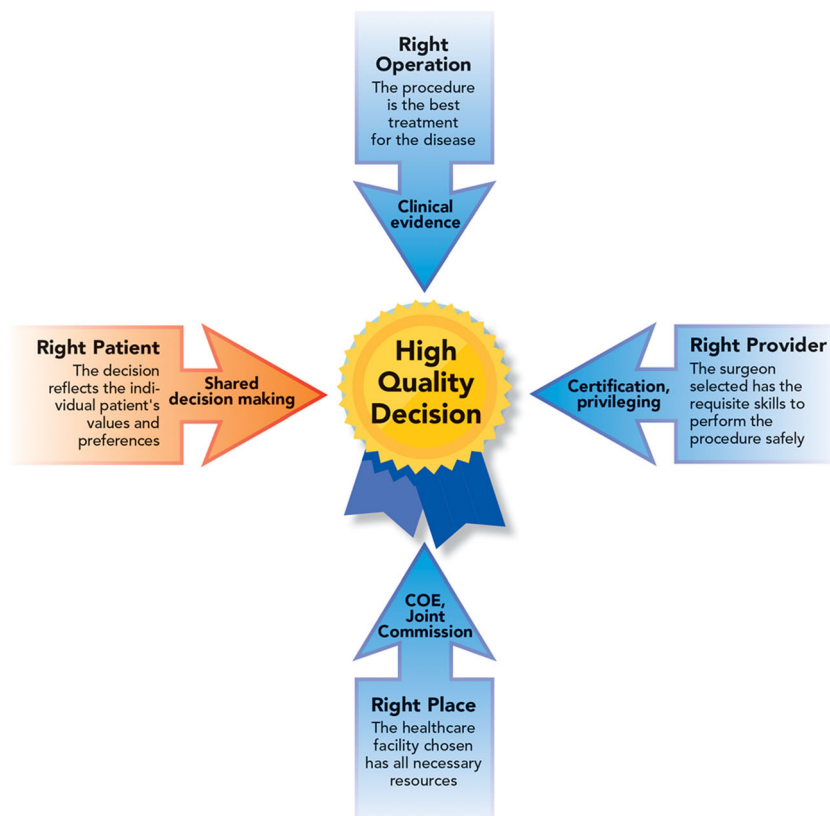 Right
Operation
The procedure
is the best
treatment
for the disease
Clinical
evidence
Right Patient
The decision
reflects the indi-
vidual patient's
values and
preferences
Shared
decision making
High
Quality
Decision
Certification,
privileging
Right Provider
The surgeon
selected has the
requisite skills to
perform the
procedure safely
COE,
Joint
Commission
Right Place
The healthcare
facility chosen
has all necessary
resources